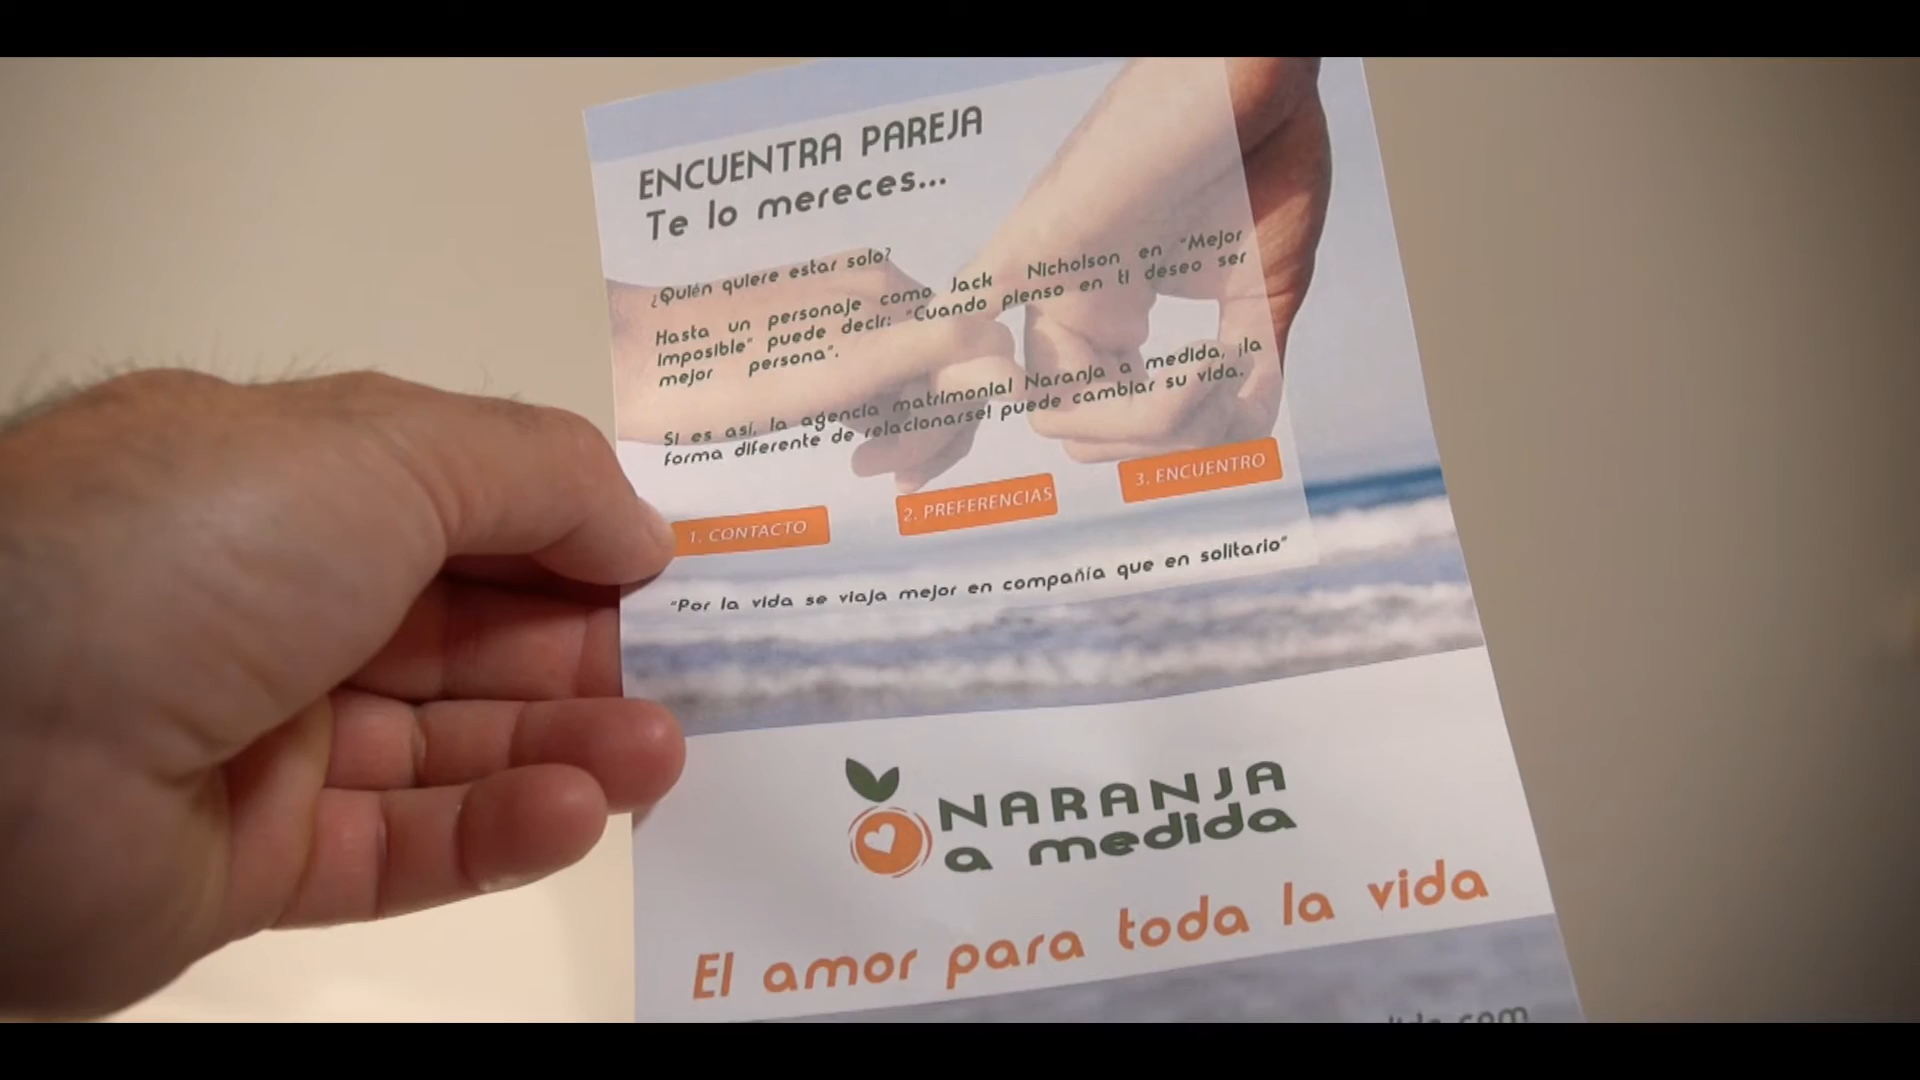 ENCUENTRA PAREJA
Te lo mereces...
¿Quién quiere estar solo?
Hasta un personaje como Jack Nicholson en "Mejor
Imposible" puede decir: "Cuando pienso en ti deseo ser
mejor persona".
Si es así, la agencia matrimonial Naranja a medida, ¡la
forma diferente de relacionarse! puede cambiar su vida.
1. CONTACTO
2. PREFERENCIAS
3. ENCUENTRO
"Por la vida se viaja mejor en compañía que en solitario"
NARANJA
a medida
El amor para toda la vida